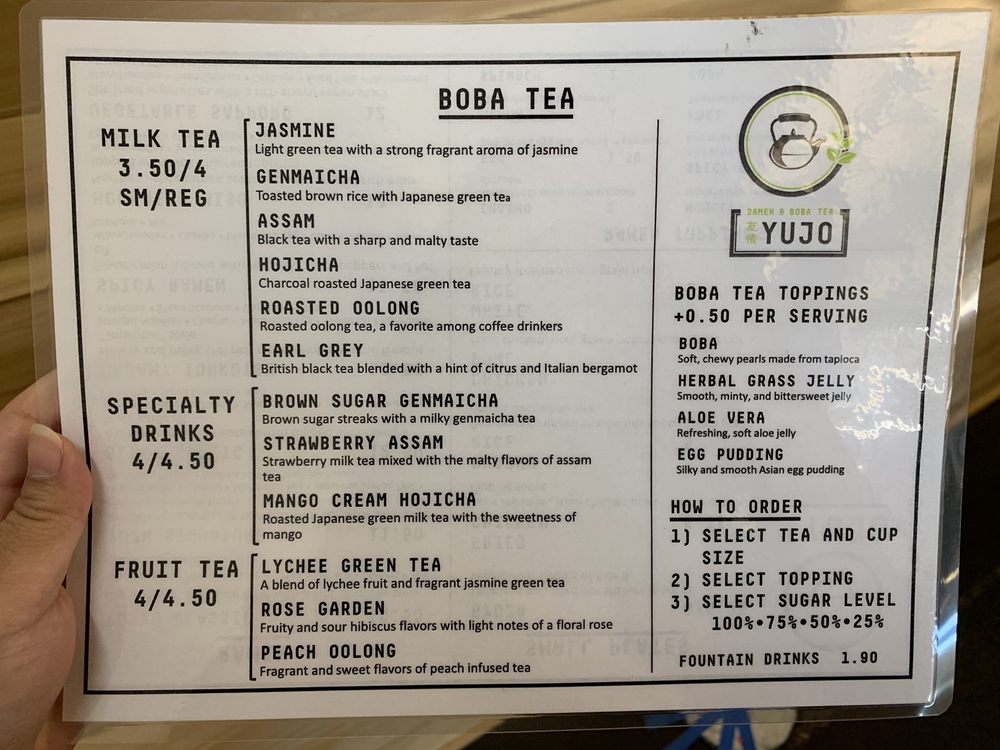 BOBA TEA
MILK TEA
3.50/4
SM/REG
JASMINE
Light green tea with a strong fragrant aroma of jasmine
GENMAICHA
Toasted brown rice with Japanese green tea
ASSAM
Black tea with a sharp and malty taste
HOJICHA
Charcoal roasted Japanese green tea
ROASTED OOLONG
Roasted oolong tea, a favorite among coffee drinkers
EARL GREY
British black tea blended with a hint of citrus and Italian bergamot
SPECIALTY
DRINKS
4/4.50
BROWN SUGAR GENMAICHA
Brown sugar streaks with a milky genmaicha tea
STRAWBERRY ASSAM
Strawberry milk tea mixed with the malty flavors of assam
tea
MANGO CREAM HOJICHA
Roasted Japanese green milk tea with the sweetness of
mango
FRUIT TEA
4/4.50
LYCHEE GREEN TEA
A blend of lychee fruit and fragrant jasmine green tea
ROSE GARDEN
Fruity and sour hibiscus flavors with light notes of a floral rose
PEACH OOLONG
Fragrant and sweet flavors of peach infused tea
RAMEN & BOBA TEA
友情 YUJO
BOBA TEA TOPPINGS
+0.50 PER SERVING
BOBA
Soft, chewy pearls made from tapioca
HERBAL GRASS JELLY
Smooth, minty, and bittersweet jelly
ALOE VERA
Refreshing, soft aloe jelly
EGG PUDDING
Silky and smooth Asian egg pudding
HOW TO ORDER
1) SELECT TEA AND CUP
SIZE
2) SELECT TOPPING
3) SELECT SUGAR LEVEL
100%•75%•50%•25%
FOUNTAIN DRINKS 1.90